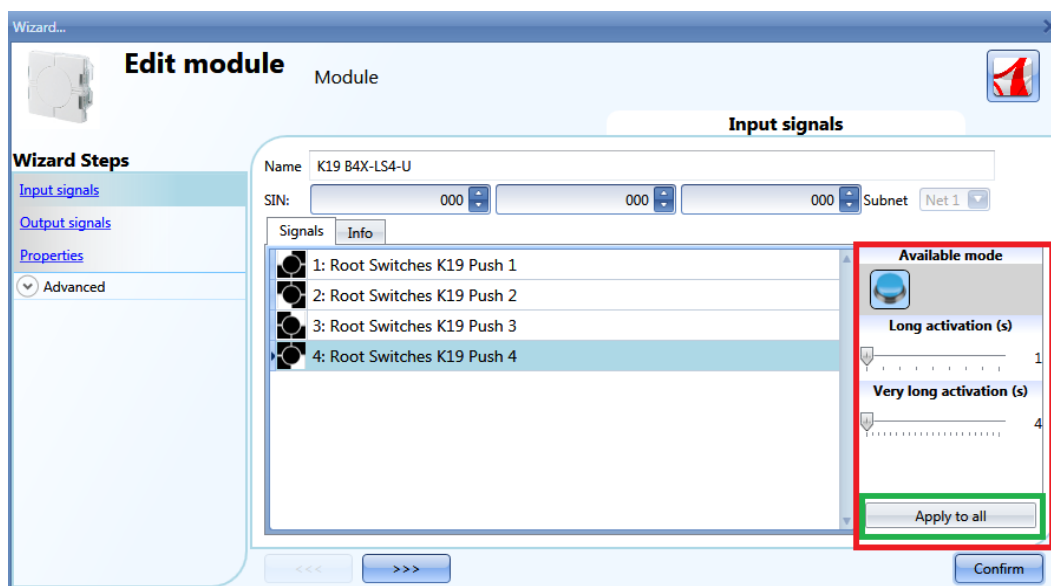 Wizard...
Edit module
Module
Input signals
Wizard Steps
Input signals
Output signals
Properties
Advanced
Name K19 B4X-LS4-U
SIN: 000 000 000 Subnet Net 1
Signals Info
1: Root Switches K19 Push 1
2: Root Switches K19 Push 2
3: Root Switches K19 Push 3
4: Root Switches K19 Push 4
Available mode
Long activation (s)
1
Very long activation (s)
4
Apply to all
<<< >>> Confirm